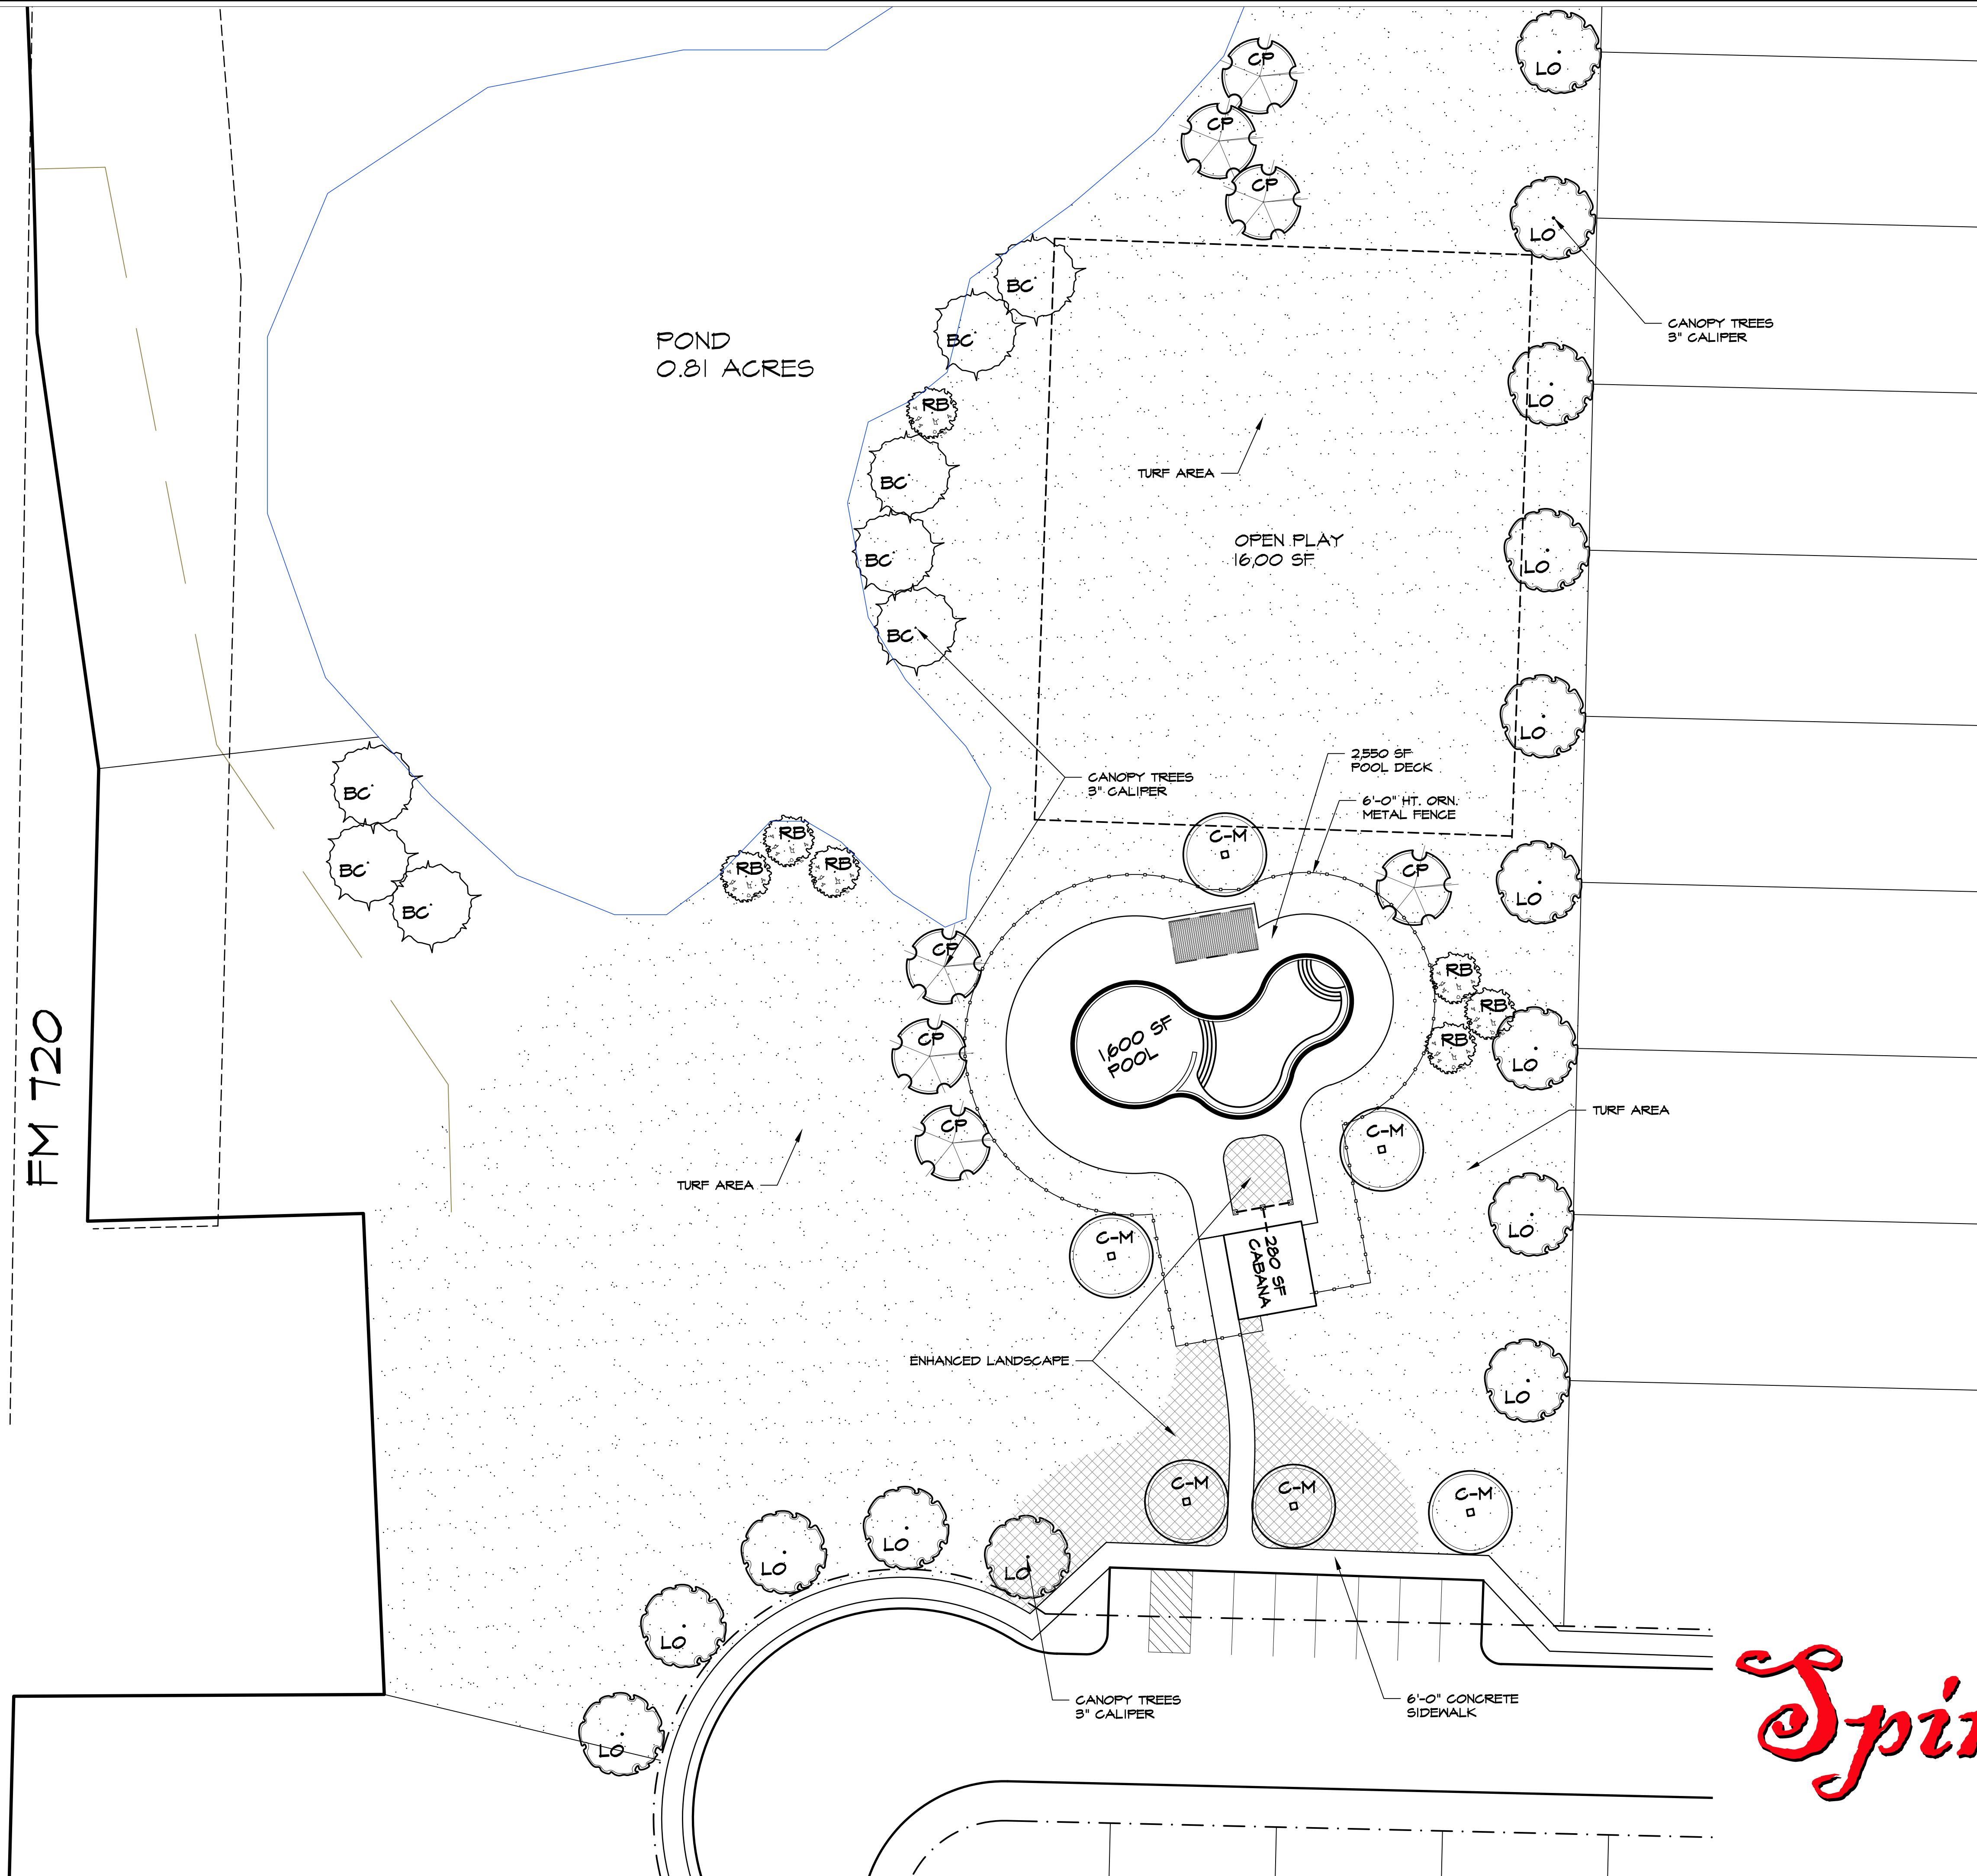 CP
LO
CP
CP
LO
BC
CANOPY TREES
3" CALIPER
POND
0.81 ACRES
BC
RB
LO
TURF AREA
BC
OPEN PLAY
16,00 SF
BC
LO
BC
LO
2,550 SF
POOL DECK
CANOPY TREES
3" CALIPER
BC
6'-0" HT. ORN.
METAL FENCE
RB
C-M
RB
RB
BC
CP
LO
BC
CP
RB
RB
FM 720
CP
1,600 SF
POOL
RB
LO
TURF AREA
CP
C-M
TURF AREA
LO
C-M
280 SF
CABANA
ENHANCED LANDSCAPE
LO
C-M
C-M
C-M
LO
LO
LO
LO
CANOPY TREES
3" CALIPER
6'-0" CONCRETE
SIDEWALK
LO